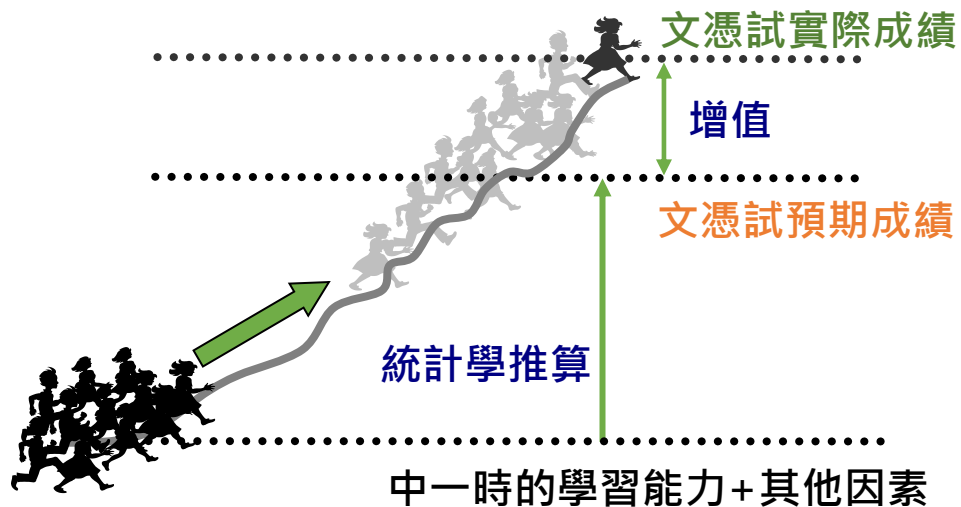 文憑試實際成績
增值
文憑試預期成績
統計學推算
中一時的學習能力+其他因素